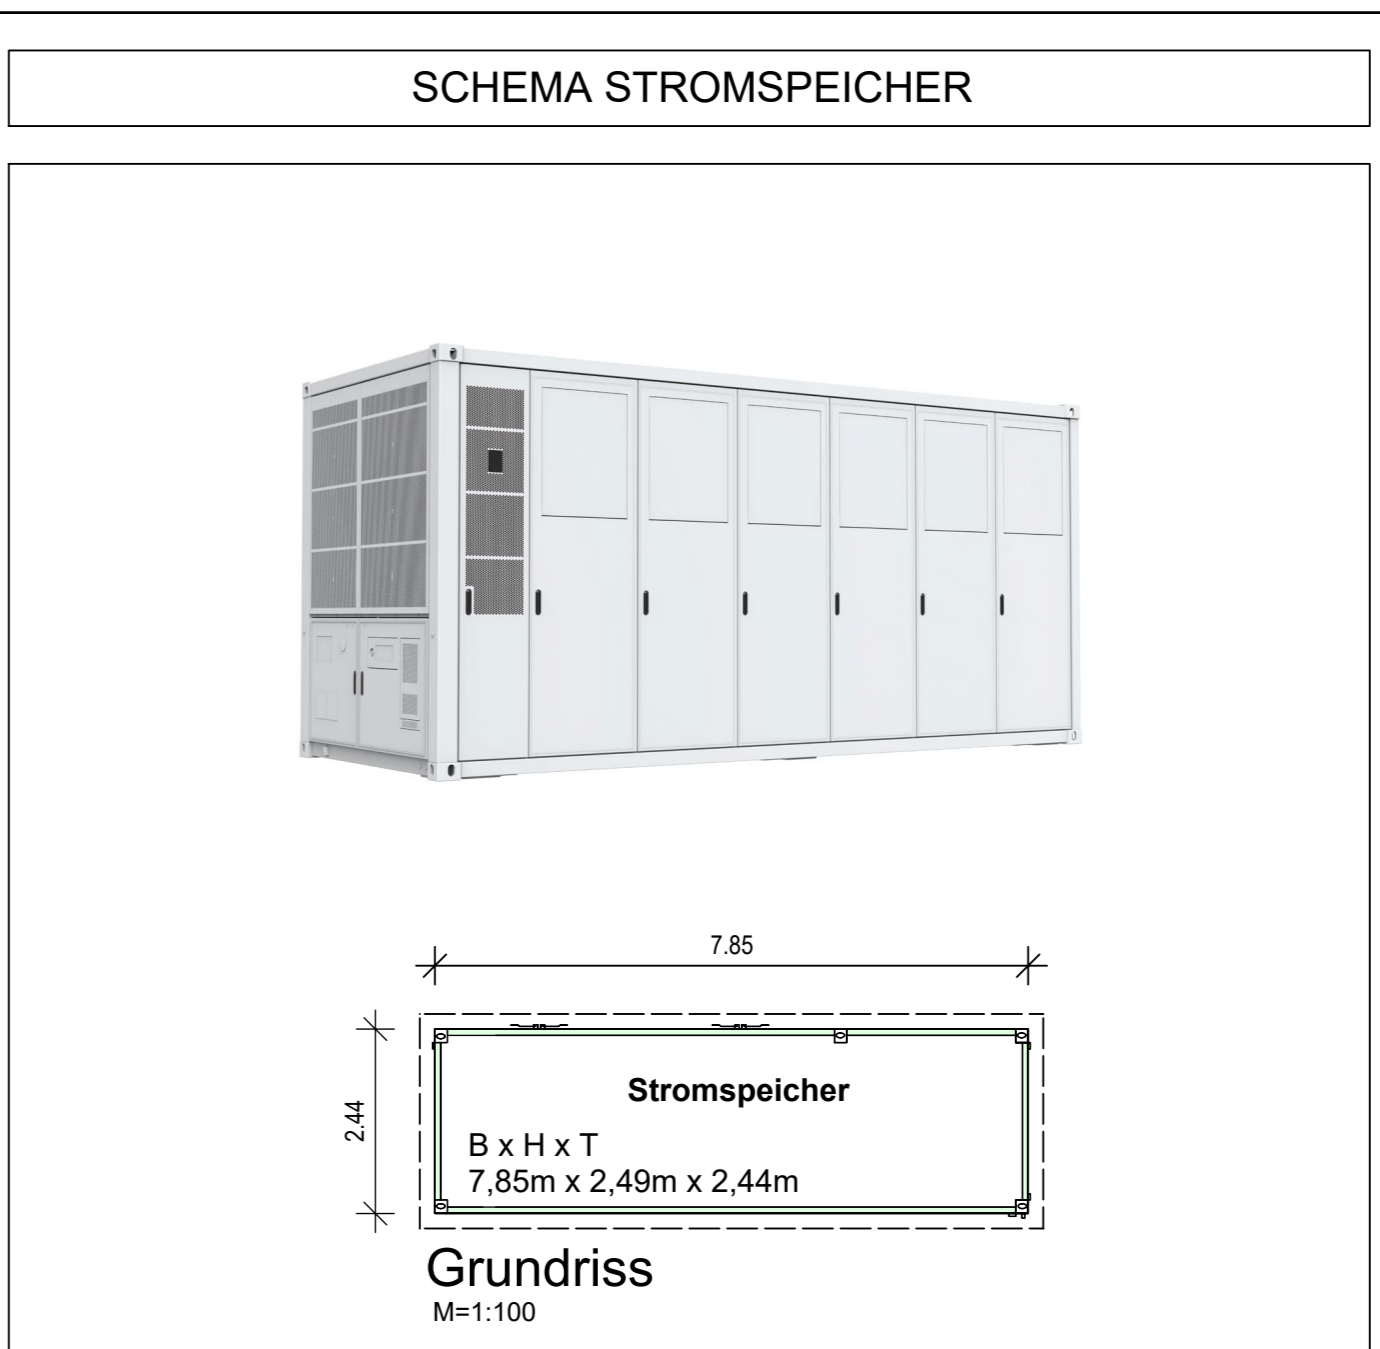 SCHEMA STROMSPEICHER
7.85
2.44
Stromspeicher
B x H x T
7,85m x 2,49m x 2,44m
Grundriss
M=1:100